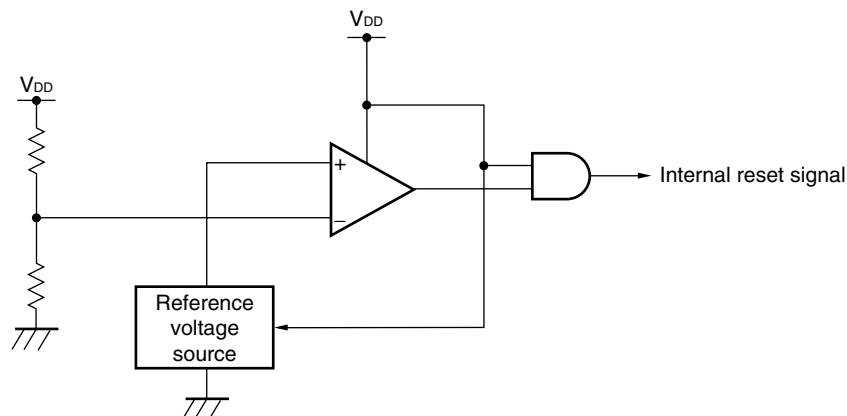 VDD
VDD
+
−
Internal reset signal
Reference
voltage
source